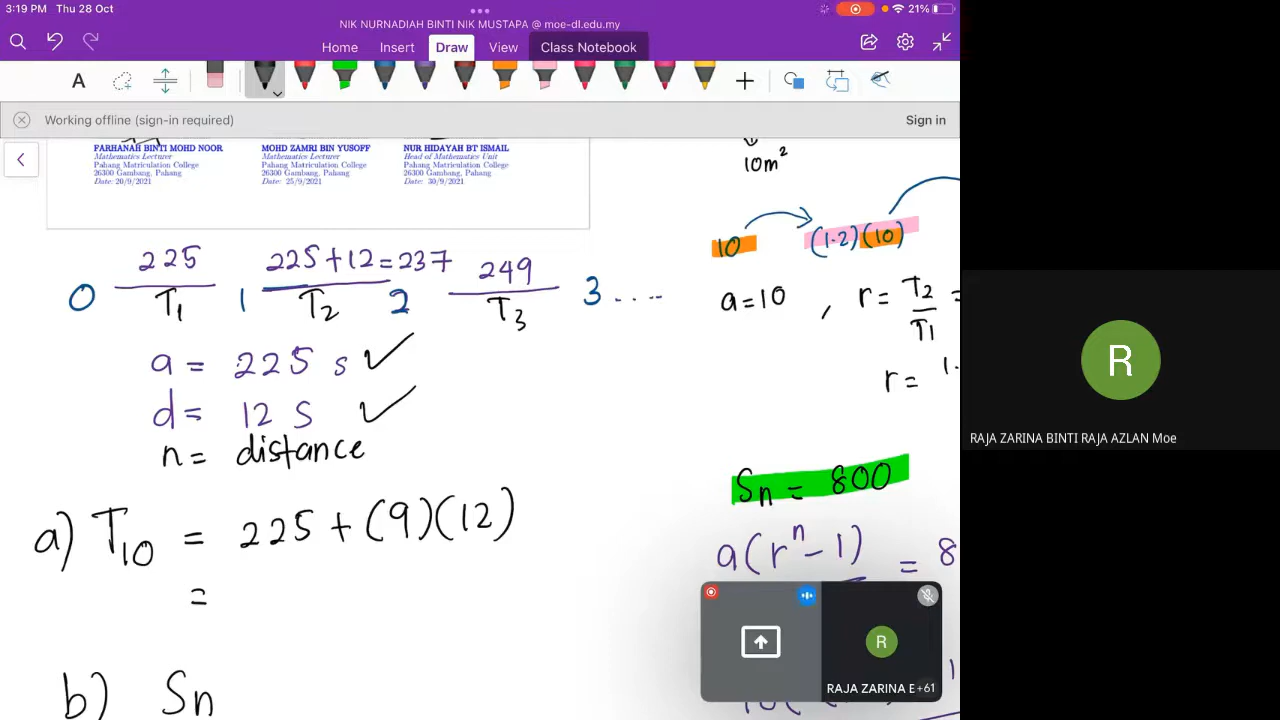 3:19 PM Thu 28 Oct
21%
NIK NURNADIAH BINTI NIK MUSTAPA @ moe-dl.edu.my
Home Insert Draw View Class Notebook
A
Working offline (sign-in required)
Sign in
FARHANAH BINTI MOHD NOOR
Mathematics Lecturer
Pahang Matriculation College
26300 Gambang, Pahang
Date: 20/9/2021
MOHD ZAMRI BIN YUSOFF
Mathematics Lecturer
Pahang Matriculation College
26300 Gambang, Pahang
Date: 25/9/2021
NUR HIDAYAH BT ISMAIL
Head of Mathematics Unit
Pahang Matriculation College
26300 Gambang, Pahang
Date: 30/9/2021
225 225+12=237 249
0 T1 1 T2 2 T3 3 ....
a = 225 s ✓
d = 12 s ✓
n = distance
a) T10 = 225 + (9)(12)
=
b) Sn
10m²
10 (1.2)(10)
a=10 , r = T2/T1 =
r = 1.
Sn = 800
a(r^n - 1) = 8
R
RAJA ZARINA E +61
R
RAJA ZARINA BINTI RAJA AZLAN Moe